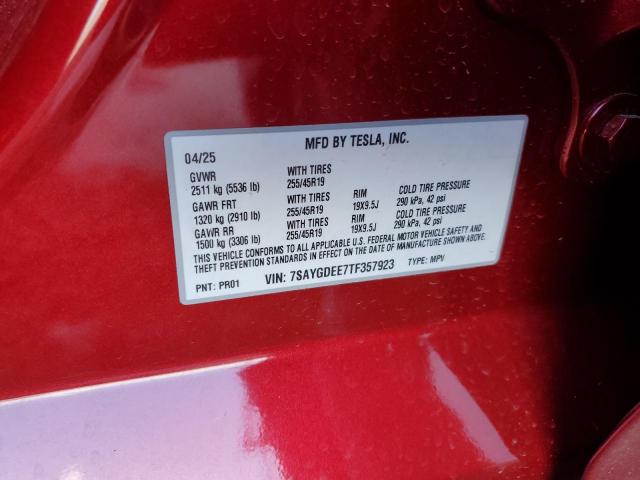 MFD BY TESLA, INC.
04/25
GVWR WITH TIRES
2511 kg (5536 lb) 255/45R19
GAWR FRT WITH TIRES RIM COLD TIRE PRESSURE
1320 kg (2910 lb) 255/45R19 19X9.5J 290 kPa, 42 psi
GAWR RR WITH TIRES RIM COLD TIRE PRESSURE
1500 kg (3306 lb) 255/45R19 19X9.5J 290 kPa, 42 psi
THIS VEHICLE CONFORMS TO ALL APPLICABLE U.S. FEDERAL MOTOR VEHICLE SAFETY AND
THEFT PREVENTION STANDARDS IN EFFECT ON THE DATE OF MANUFACTURE SHOWN ABOVE.
PNT: PR01 VIN: 7SAYGDEE7TF357923 TYPE: MPV